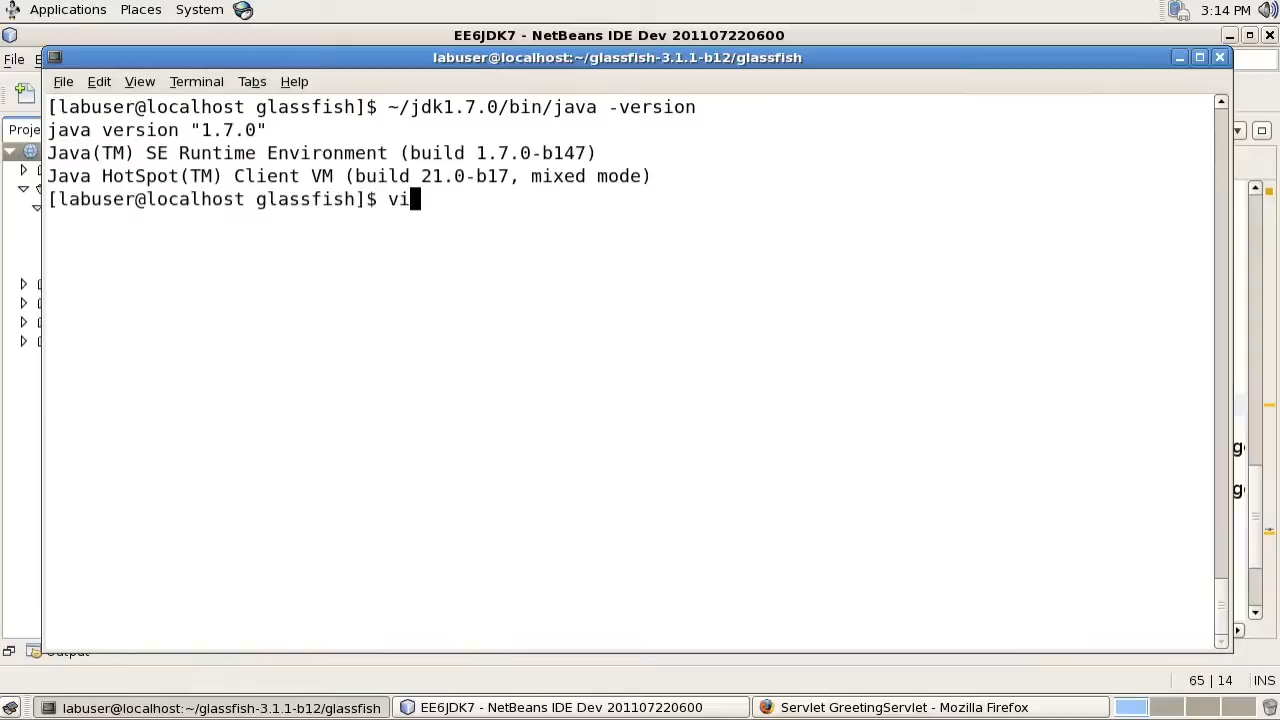 Applications Places System 3:14 PM
EE6JDK7 - NetBeans IDE Dev 201107220600
File
labuser@localhost:~/glassfish-3.1.1-b12/glassfish
File Edit View Terminal Tabs Help
Proje
[labuser@localhost glassfish]$ ~/jdk1.7.0/bin/java -version
java version "1.7.0"
Java(TM) SE Runtime Environment (build 1.7.0-b147)
Java HotSpot(TM) Client VM (build 21.0-b17, mixed mode)
[labuser@localhost glassfish]$ vi
Output
65 | 14 INS
labuser@localhost:~/glassfish-3.1.1-b12/glassfish EE6JDK7 - NetBeans IDE Dev 201107220600 Servlet GreetingServlet - Mozilla Firefox